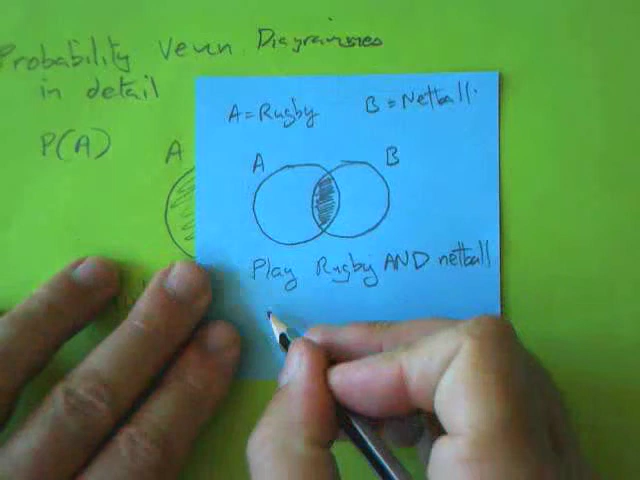 Probability Venn Diagrams
in detail
P(A)
A
A = Rugby
B = Netball
A
B
Play Rugby AND netball